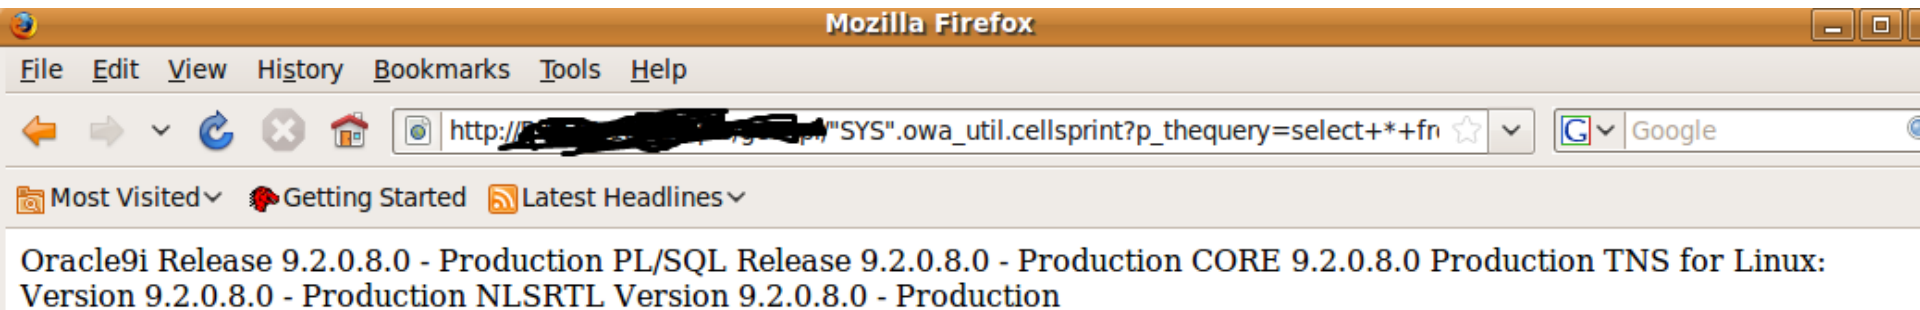 Mozilla Firefox
File Edit View History Bookmarks Tools Help
http:// /"SYS".owa_util.cellsprint?p_thequery=select+*+fr Google
Most Visited Getting Started Latest Headlines
Oracle9i Release 9.2.0.8.0 - Production PL/SQL Release 9.2.0.8.0 - Production CORE 9.2.0.8.0 Production TNS for Linux:
Version 9.2.0.8.0 - Production NLSRTL Version 9.2.0.8.0 - Production